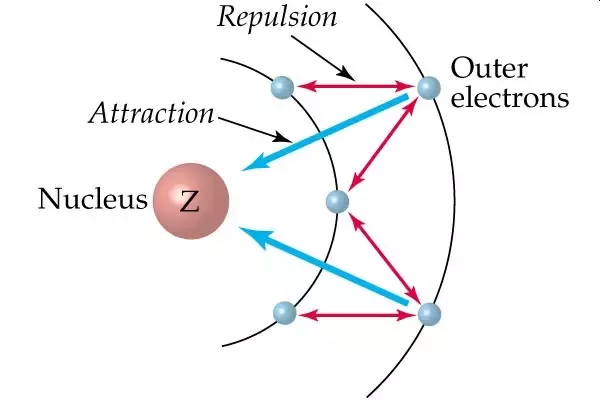 Repulsion
Outer
electrons
Attraction
Nucleus
Z